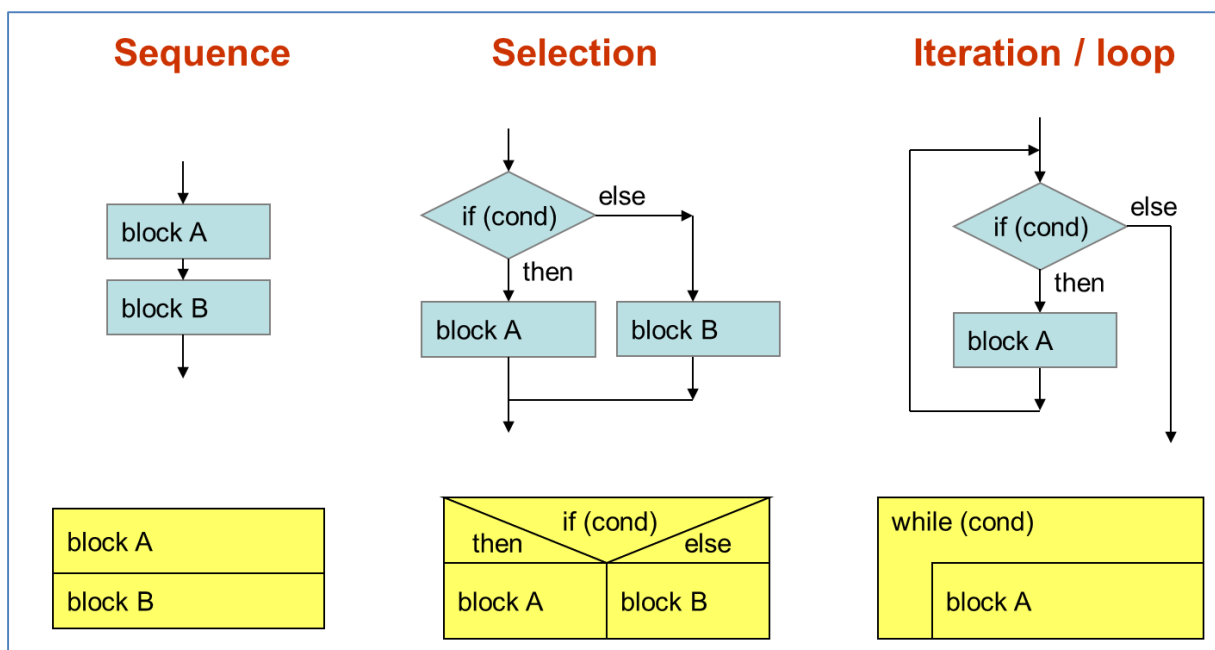 Sequence
block A
block B
block A
block B
Selection
if (cond)
else
then
block A
block B
if (cond)
then
else
block A
block B
Iteration / loop
if (cond)
else
then
block A
while (cond)
block A